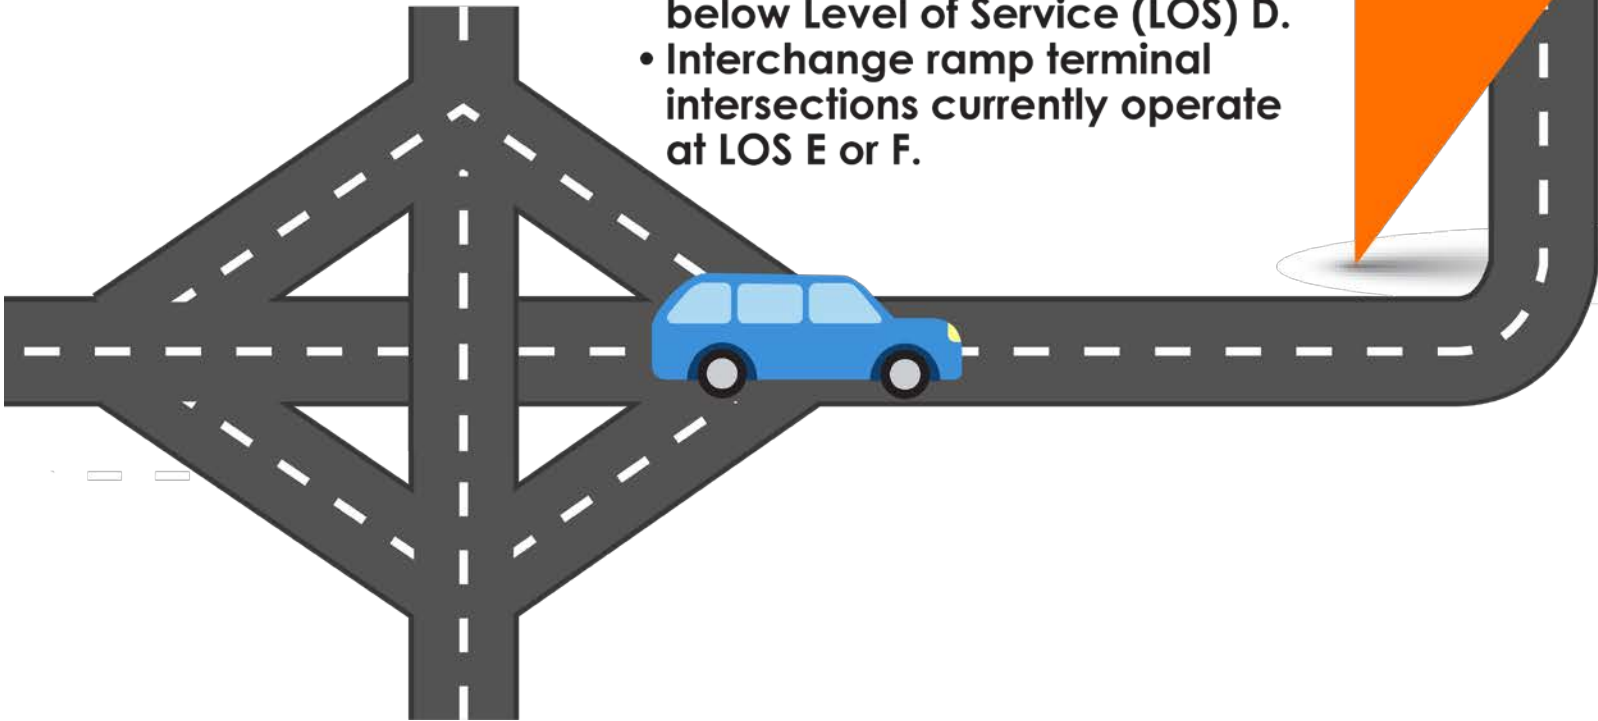 below Level of Service (LOS) D.
• Interchange ramp terminal
intersections currently operate
at LOS E or F.